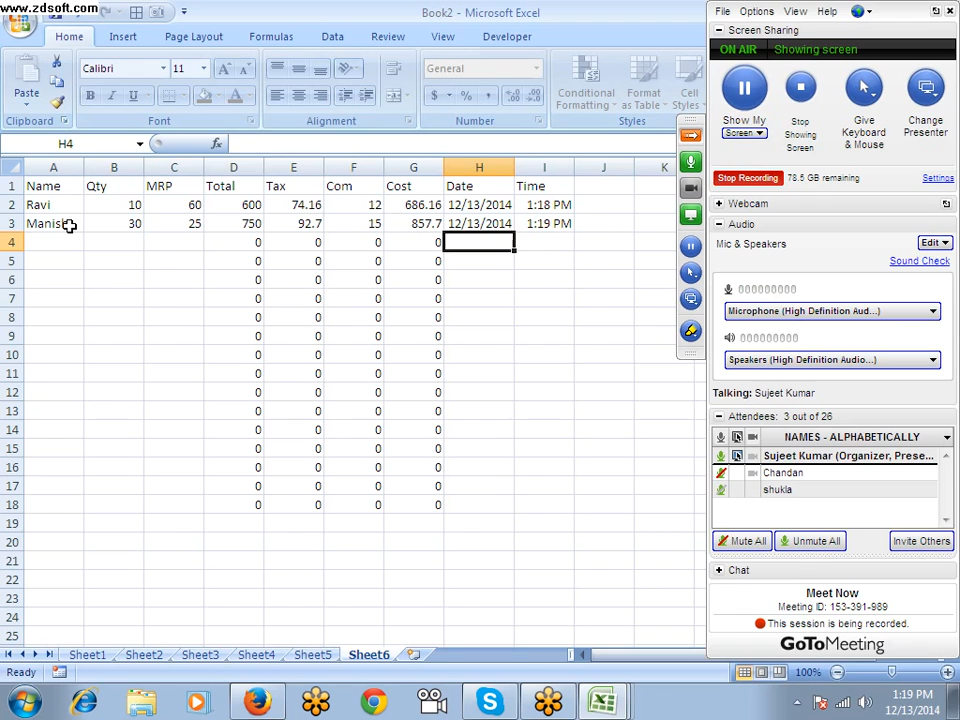 www.zdsoft.com
Book2 - Microsoft Excel
Home Insert Page Layout Formulas Data Review View Developer
Paste
Calibri 11
B I U
General
$ % ,
Conditional Formatting
Format as Table
Cell Styles
Clipboard Font Alignment Number Styles
H4 fx
A B C D E F G H I J K
1 Name Qty MRP Total Tax Com Cost Date Time
2 Ravi 10 60 600 74.16 12 686.16 12/13/2014 1:18 PM
3 Manish 30 25 750 92.7 15 857.7 12/13/2014 1:19 PM
4 0 0 0 0
5 0 0 0 0
6 0 0 0 0
7 0 0 0 0
8 0 0 0 0
9 0 0 0 0
10 0 0 0 0
11 0 0 0 0
12 0 0 0 0
13 0 0 0 0
14 0 0 0 0
15 0 0 0 0
16 0 0 0 0
17 0 0 0 0
18 0 0 0 0
19
20
21
22
23
24
25
Sheet1 Sheet2 Sheet3 Sheet4 Sheet5 Sheet6
Ready 100%
File Options View Help
Screen Sharing
ON AIR Showing screen
Show My Screen
Stop Showing Screen
Give Keyboard & Mouse
Change Presenter
Stop Recording 78.5 GB remaining Settings
Webcam
Audio
Mic & Speakers Edit
Sound Check
000000000
Microphone (High Definition Aud...)
000000000
Speakers (High Definition Audio...)
Talking: Sujeet Kumar
Attendees: 3 out of 26
NAMES - ALPHABETICALLY
Sujeet Kumar (Organizer, Prese...
Chandan
shukla
Mute All Unmute All Invite Others
Chat
Meet Now
Meeting ID: 153-391-989
This session is being recorded.
GoToMeeting
1:19 PM
12/13/2014